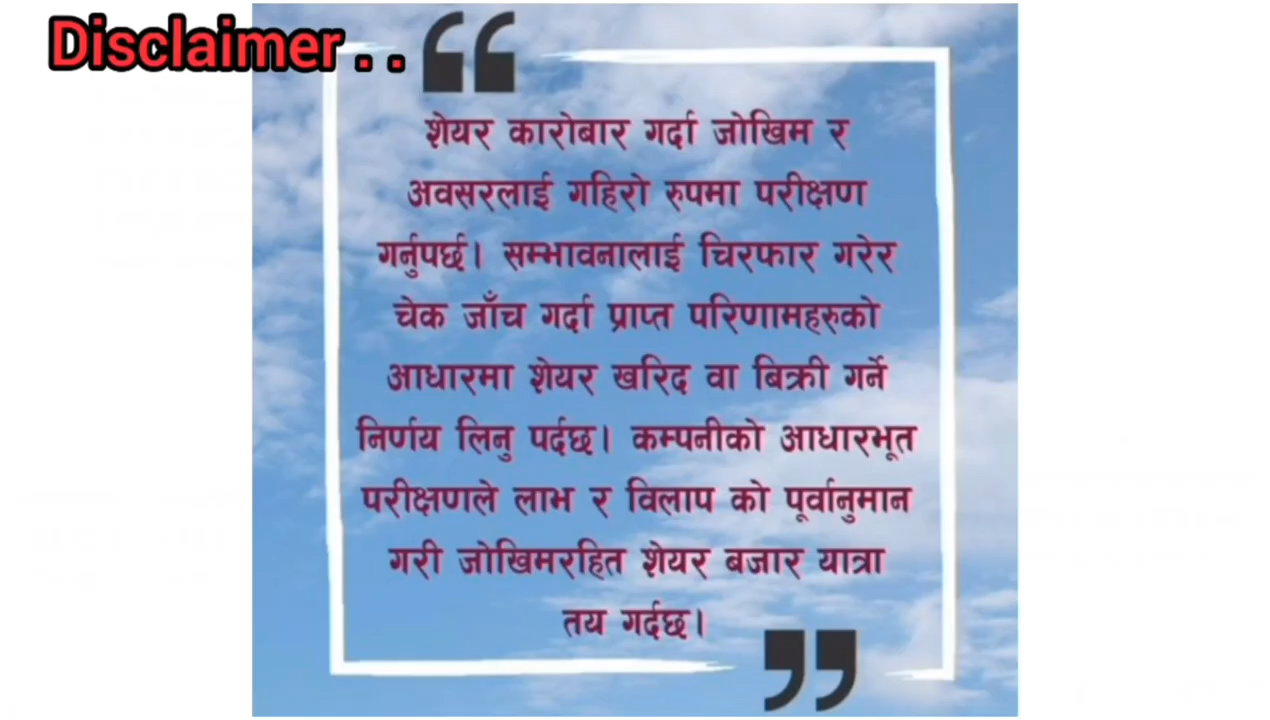 Disclaimer . .
“
शेयर कारोबार गर्दा जोखिम र
अवसरलाई गहिरो रुपमा परीक्षण
गर्नुपर्छ। सम्भावनालाई चिरफार गरेर
चेक जाँच गर्दा प्राप्त परिणामहरुको
आधारमा शेयर खरिद वा बिक्री गर्ने
निर्णय लिनु पर्दछ। कम्पनीको आधारभूत
परीक्षणले लाभ र विलाप को पूर्वानुमान
गरी जोखिमरहित शेयर बजार यात्रा
तय गर्दछ।
”